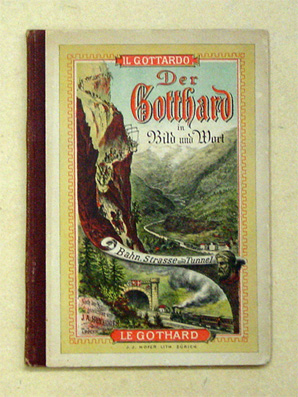 IL GOTTARDO
Der
Gotthard
in
Bild und Wort
Bahn, Strasse und Tunnel
LE GOTHARD